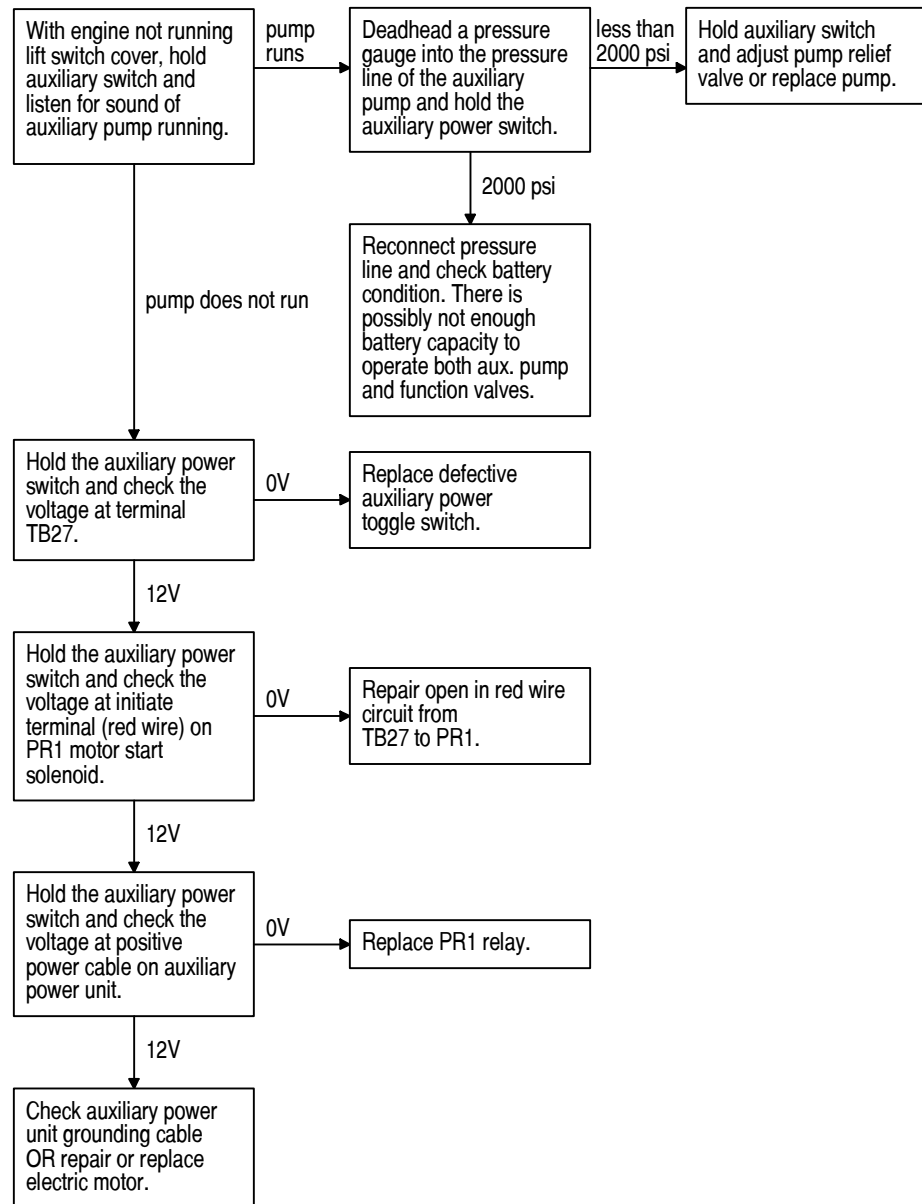 With engine not running
lift switch cover, hold
auxiliary switch and
listen for sound of
auxiliary pump running.
pump
runs
Deadhead a pressure
gauge into the pressure
line of the auxiliary
pump and hold the
auxiliary power switch.
less than
2000 psi
Hold auxiliary switch
and adjust pump relief
valve or replace pump.
2000 psi
Reconnect pressure
line and check battery
condition. There is
possibly not enough
battery capacity to
operate both aux. pump
and function valves.
pump does not run
Hold the auxiliary power
switch and check the
voltage at terminal
TB27.
0V
Replace defective
auxiliary power
toggle switch.
12V
Hold the auxiliary power
switch and check the
voltage at initiate
terminal (red wire) on
PR1 motor start
solenoid.
0V
Repair open in red wire
circuit from
TB27 to PR1.
12V
Hold the auxiliary power
switch and check the
voltage at positive
power cable on auxiliary
power unit.
0V
Replace PR1 relay.
12V
Check auxiliary power
unit grounding cable
OR repair or replace
electric motor.